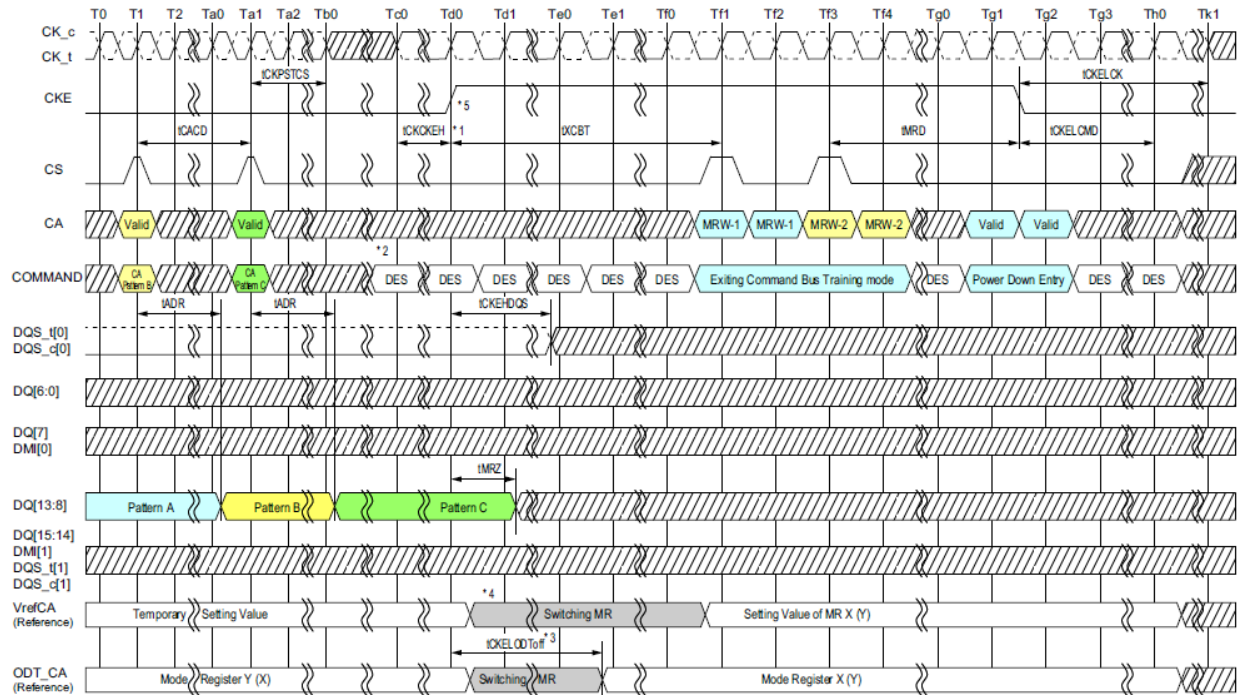 T0 T1 T2 Ta0 Ta1 Ta2 Tb0 Tc0 Td0 Td1 Te0 Te1 Tf0 Tf1 Tf2 Tf3 Tf4 Tg0 Tg1 Tg2 Tg3 Th0 Tk1
CK_c
CK_t
tCKPSTCS tCKELCK
CKE
*5
tCACD tCKCKEH *1 tXCBT tMRD tCKELCMD
CS
CA Valid Valid MRW-1 MRW-1 MRW-2 MRW-2 Valid Valid
*2
COMMAND CA Pattern B CA Pattern C DES DES DES DES DES DES Exiting Command Bus Training mode DES Power Down Entry DES DES
tADR tADR tCKEHDQS
DQS_t[0]
DQS_c[0]
DQ[6:0]
DQ[7]
DMI[0]
tMRZ
DQ[13:8] Pattern A Pattern B Pattern C
DQ[15:14]
DMI[1]
DQS_t[1]
DQS_c[1]
*4
VrefCA Temporary Setting Value Switching MR Setting Value of MR X (Y)
(Reference)
tCKELODToff *3
ODT_CA Mode Register Y (X) Switching MR Mode Register X (Y)
(Reference)